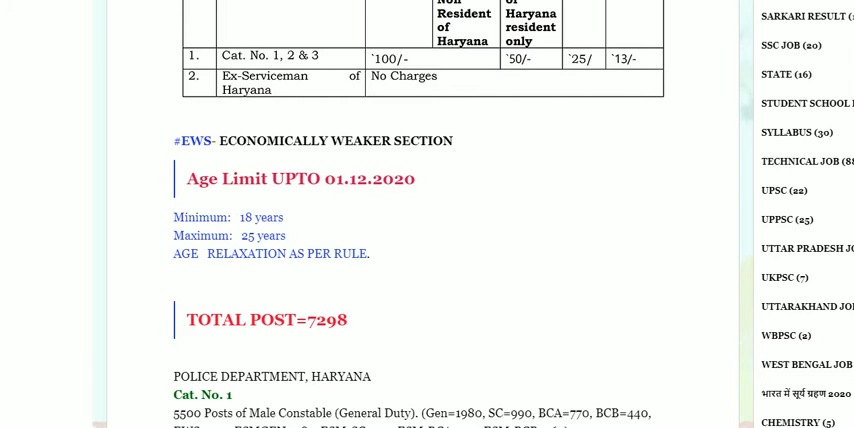 Non
Resident
of
Haryana
of
Haryana
resident
only
1. Cat. No. 1, 2 & 3 `100/- `50/- `25/ `13/-
2. Ex-Serviceman of No Charges
Haryana
#EWS- ECONOMICALLY WEAKER SECTION
Age Limit UPTO 01.12.2020
Minimum: 18 years
Maximum: 25 years
AGE RELAXATION AS PER RULE.
TOTAL POST=7298
POLICE DEPARTMENT, HARYANA
Cat. No. 1
5500 Posts of Male Constable (General Duty). (Gen=1980, SC=990, BCA=770, BCB=440,
SARKARI RESULT
SSC JOB (20)
STATE (16)
STUDENT SCHOOL
SYLLABUS (30)
TECHNICAL JOB (88
UPSC (22)
UPPSC (25)
UTTAR PRADESH
UKPSC (7)
UTTARAKHAND
WBPSC (2)
WEST BENGAL JOB
भारत में सूर्य ग्रहण 2020
CHEMISTRY (5)